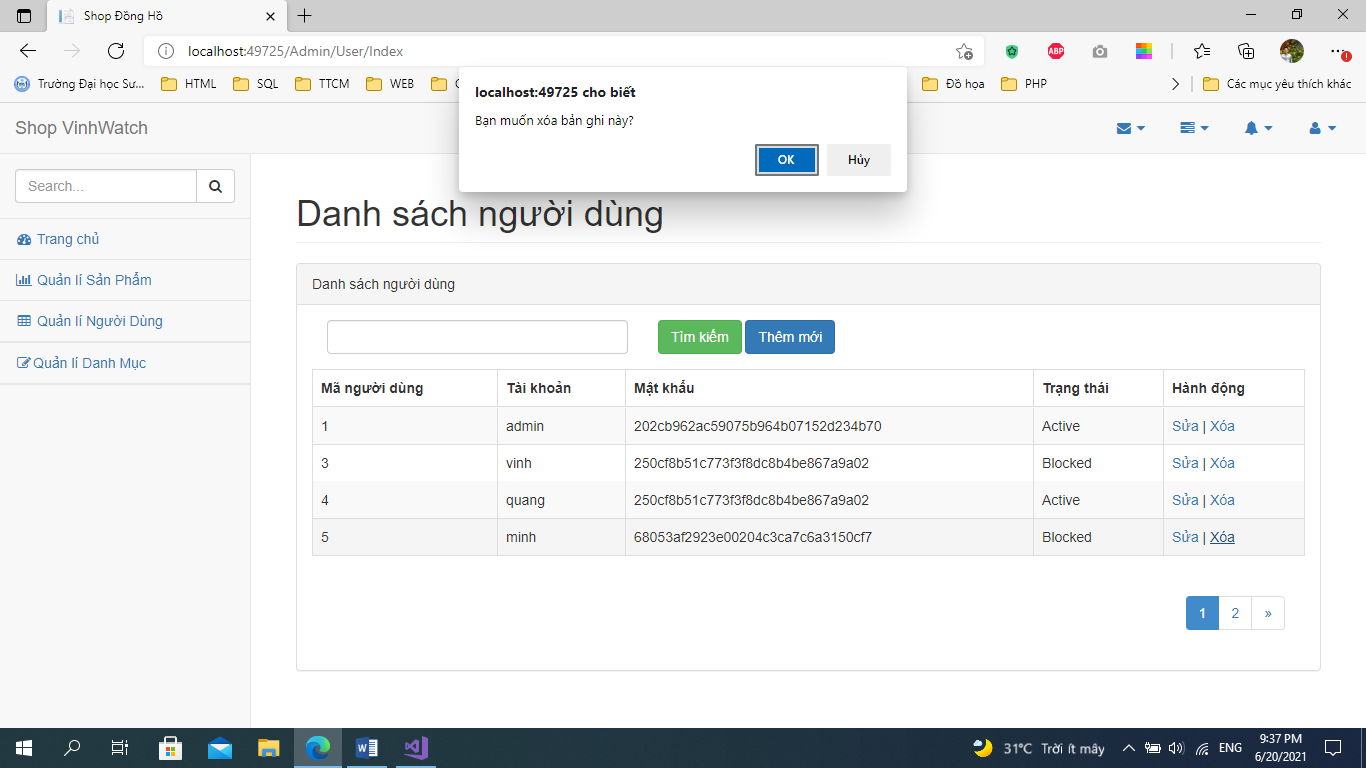 Shop Đồng Hồ
localhost:49725/Admin/User/Index
ABP
Trường Đại học Sư... HTML SQL TTCM WEB Đồ họa PHP Các mục yêu thích khác
localhost:49725 cho biết
Bạn muốn xóa bản ghi này?
OK Hủy
Shop VinhWatch
Search...
Trang chủ
Quản lí Sản Phẩm
Quản lí Người Dùng
Quản lí Danh Mục
Danh sách người dùng
Danh sách người dùng
Tìm kiếm Thêm mới
Mã người dùng Tài khoản Mật khẩu Trạng thái Hành động
1 admin 202cb962ac59075b964b07152d234b70 Active Sửa | Xóa
3 vinh 250cf8b51c773f3f8dc8b4be867a9a02 Blocked Sửa | Xóa
4 quang 250cf8b51c773f3f8dc8b4be867a9a02 Active Sửa | Xóa
5 minh 68053af2923e00204c3ca7c6a3150cf7 Blocked Sửa | Xóa
1 2 »
31°C Trời ít mây ENG 9:37 PM
6/20/2021